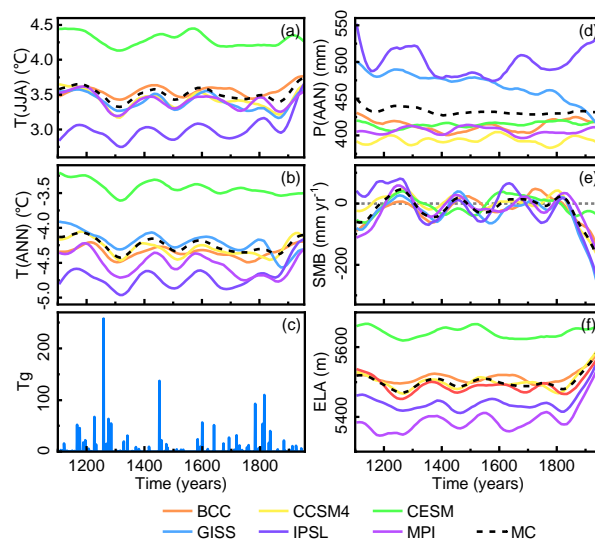 (a)
T(JJA) (℃)
4.5
4.0
3.5
3.0
(d)
P(AAN) (mm)
550
500
450
400
(b)
T(ANN) (℃)
-3.5
-4.5
-5.0
(e)
SMB (mm yr-1)
0
-200
(c)
Tg
200
100
0
(f)
ELA (m)
5600
5400
1200 1400 1600 1800
1200 1400 1600 1800
Time (years)
Time (years)
BCC CCSM4 CESM
GISS IPSL MPI MC